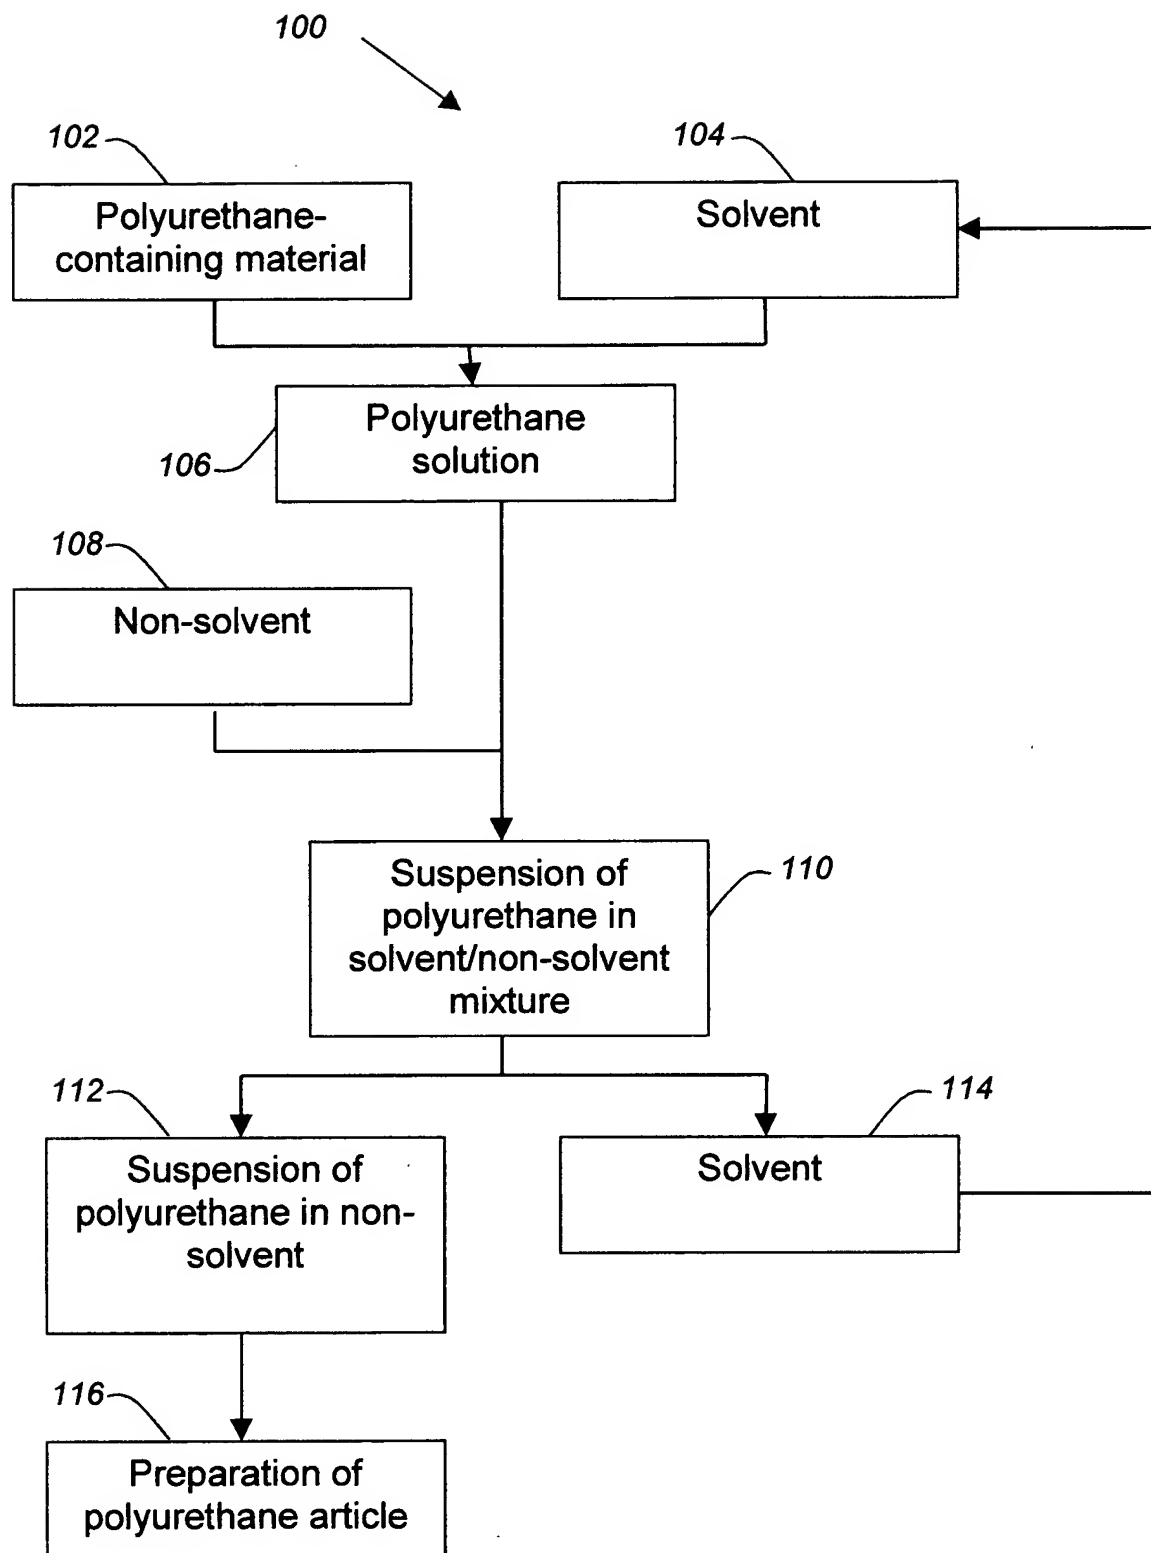 100
102
104
Polyurethane-
containing material
Solvent
Polyurethane
solution
106
108
Non-solvent
Suspension of
polyurethane in
solvent/non-solvent
mixture
110
112
114
Suspension of
polyurethane in non-
solvent
Solvent
116
Preparation of
polyurethane article